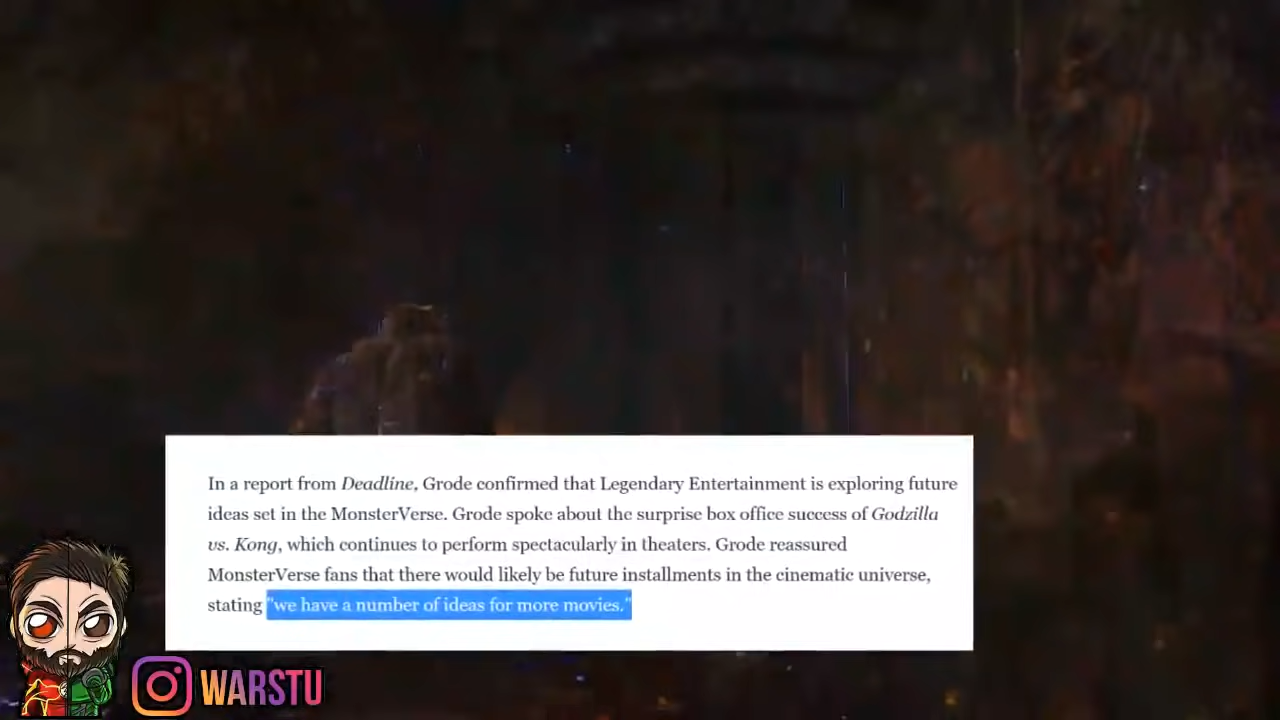 In a report from Deadline, Grode confirmed that Legendary Entertainment is exploring future
ideas set in the MonsterVerse. Grode spoke about the surprise box office success of Godzilla
vs. Kong, which continues to perform spectacularly in theaters. Grode reassured
MonsterVerse fans that there would likely be future installments in the cinematic universe,
stating "we have a number of ideas for more movies."
WARSTU